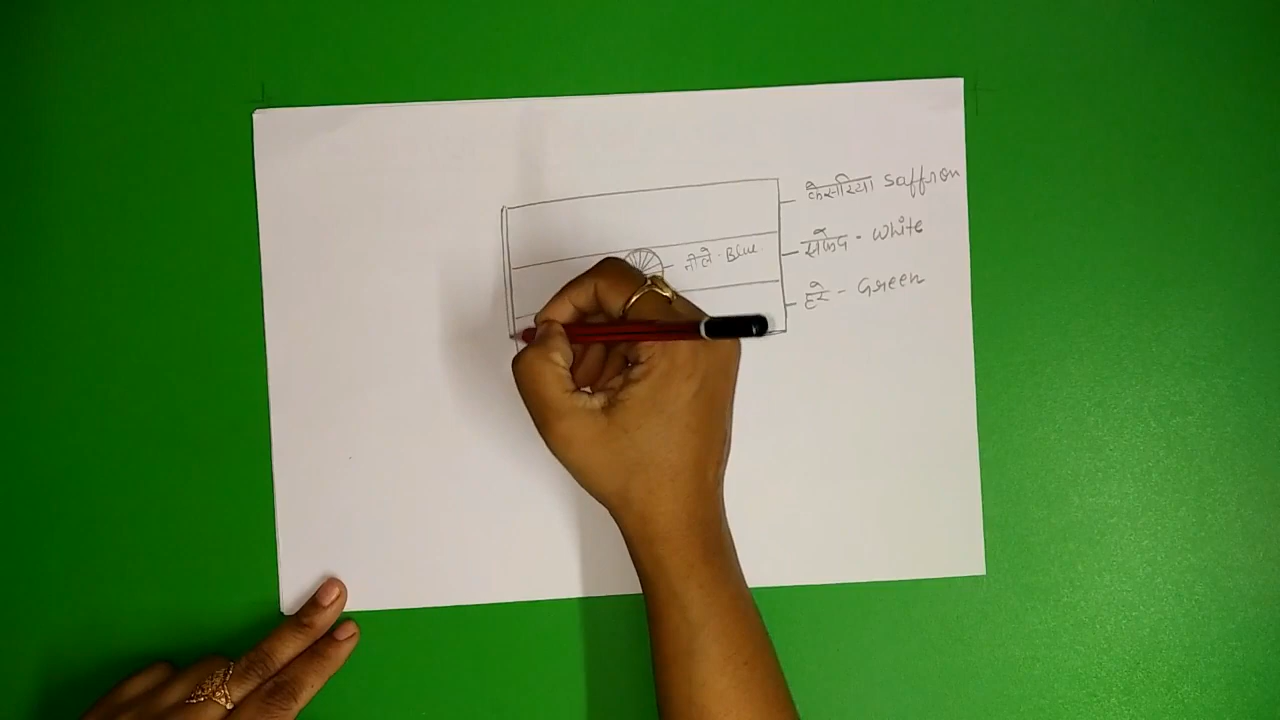 केसरिया Saffron
सफेद - White
नीले - Blue
हरे - Green